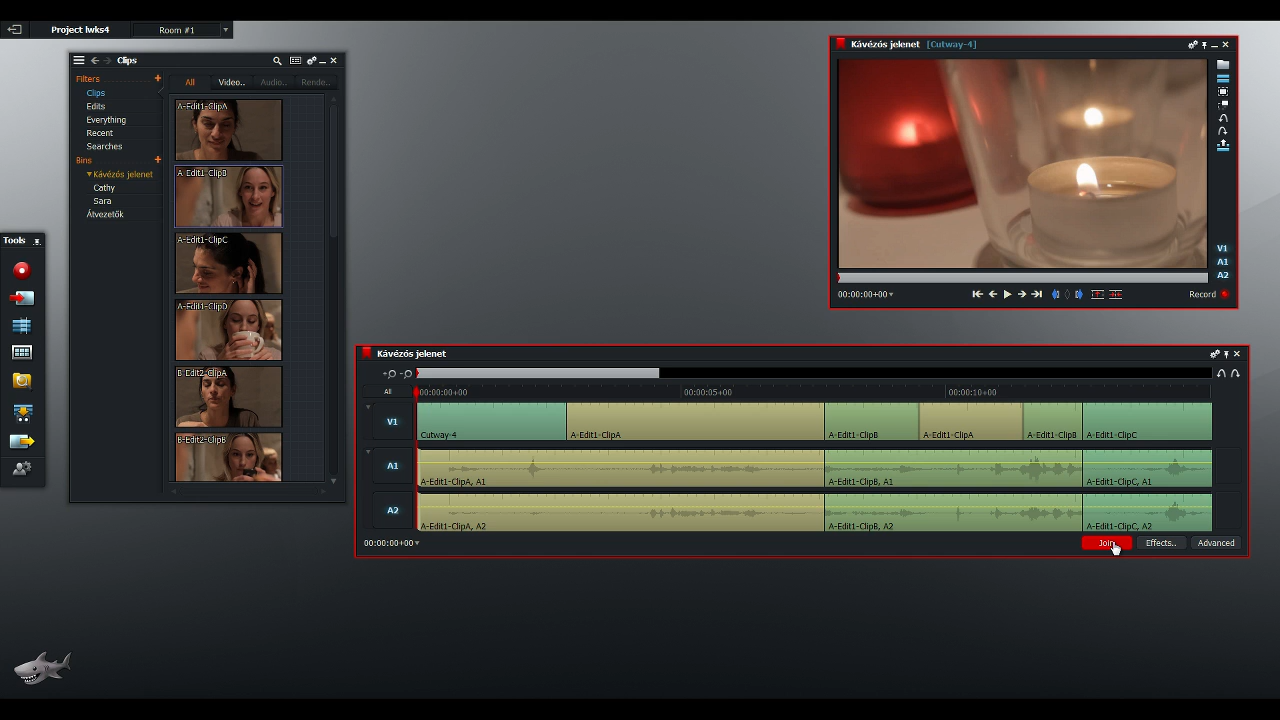 Project lwks4
Room #1
Clips
Filters
Clips
Edits
Everything
Recent
Searches
Bins
Kávézós jelenet
Cathy
Sara
Átvezetők
All
Video..
Audio..
Rende..
A-Edit1-ClipA
A-Edit1-ClipB
A-Edit1-ClipC
A-Edit1-ClipD
B-Edit2-ClipA
B-Edit2-ClipB
Tools
Kávézós jelenet [Cutway-4]
V1
A1
A2
00:00:00+00
Record
Kávézós jelenet
All
00:00:00+00
00:00:05+00
00:00:10+00
V1
Cutway-4
A-Edit1-ClipA
A-Edit1-ClipB
A-Edit1-ClipA
A-Edit1-ClipB
A-Edit1-ClipC
A1
A-Edit1-ClipA, A1
A-Edit1-ClipB, A1
A-Edit1-ClipC, A1
A2
A-Edit1-ClipA, A2
A-Edit1-ClipB, A2
A-Edit1-ClipC, A2
00:00:00+00
Join
Effects..
Advanced